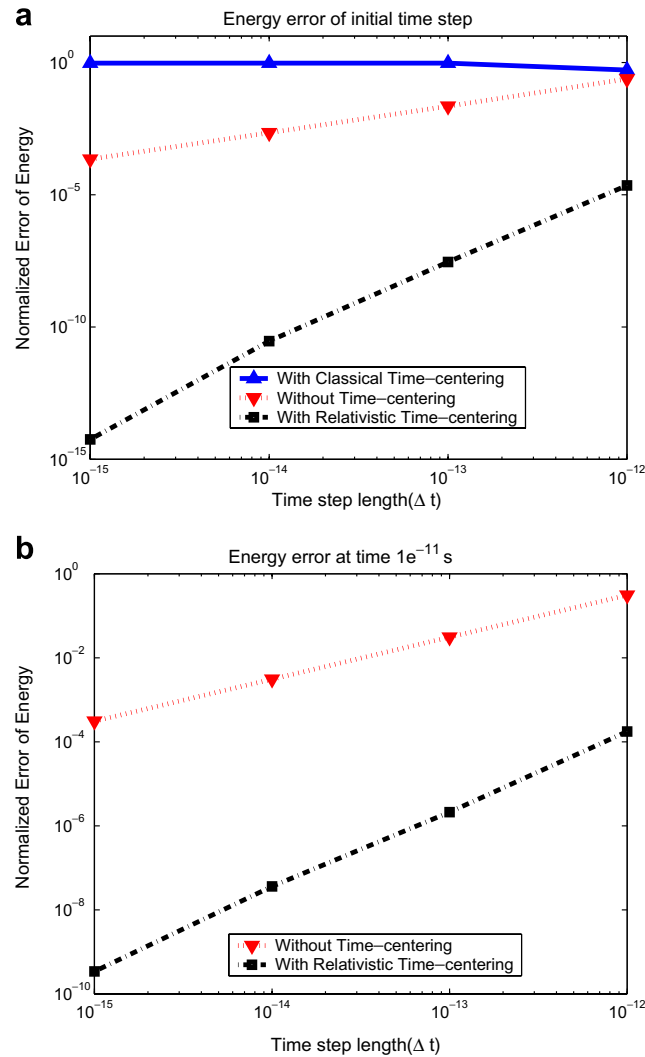 a
Energy error of initial time step
Normalized Error of Energy
10^0
10^-5
10^-10
10^-15
With Classical Time-centering
Without Time-centering
With Relativistic Time-centering
10^-15 10^-14 10^-13 10^-12
Time step length(Δ t)
b
Energy error at time 1e^-11 s
Normalized Error of Energy
10^0
10^-2
10^-4
10^-6
10^-8
10^-10
Without Time-centering
With Relativistic Time-centering
10^-15 10^-14 10^-13 10^-12
Time step length(Δ t)